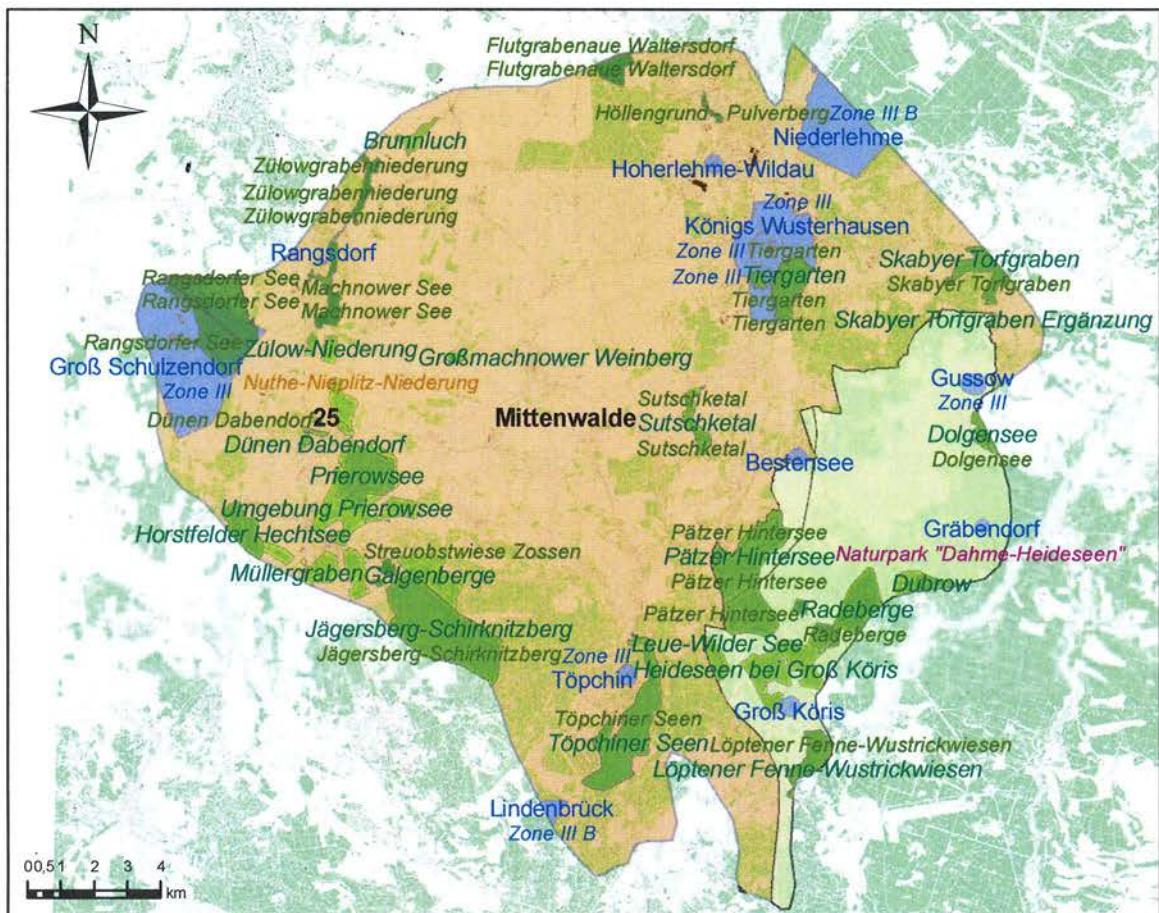 N
Flutgrabenaue Waltersdorf
Flutgrabenaue Waltersdorf
Höllengrund - Pulverberg
Zone III B
Niederlehme
Brunnluch
Zülowgrabenniederung
Hoherlehme-Wildau
Zülowgrabenniederung
Zülowgrabenniederung
Zone III
Königs Wusterhausen
Rangsdorf
Zone III Tiergarten
Skabyer Torfgraben
Rangsdorfer See
Machnower See
Zone III Tiergarten
Skabyer Torfgraben
Rangsdorfer See
Machnower See
Tiergarten
Tiergarten
Skabyer Torfgraben Ergänzung
Rangsdorfer See
Zülow-Niederung
Großmachnower Weinberg
Groß Schulzendorf
Zone III
Nuthe-Nieplitz-Niederung
Gussow
Zone III
Dünen Dabendorf
25
Mittenwalde
Sutschketal
Sutschketal
Sutschketal
Dünen Dabendorf
Dolgensee
Dolgensee
Bestensee
Prierowsee
Umgebung Prierowsee
Horstfelder Hechtsee
Gräbendorf
Pätzer Hintersee
Streuobstwiese Zossen
Pätzer Hintersee
Naturpark "Dahme-Heideseen"
Müllergraben
Galgenberge
Pätzer Hintersee
Dubrow
Pätzer Hintersee
Radeberge
Jägersberg-Schirknitzberg
Radeberge
Jägersberg-Schirknitzberg
Zone III
Leue-Wilder See
Töpchin
Heideseen bei Groß Köris
Groß Köris
Töpchiner Seen
Töpchiner Seen
Löptener Fenne-Wustrickwiesen
Löptener Fenne-Wustrickwiesen
Lindenbrück
Zone III B
00,5 1 2 3 4
km